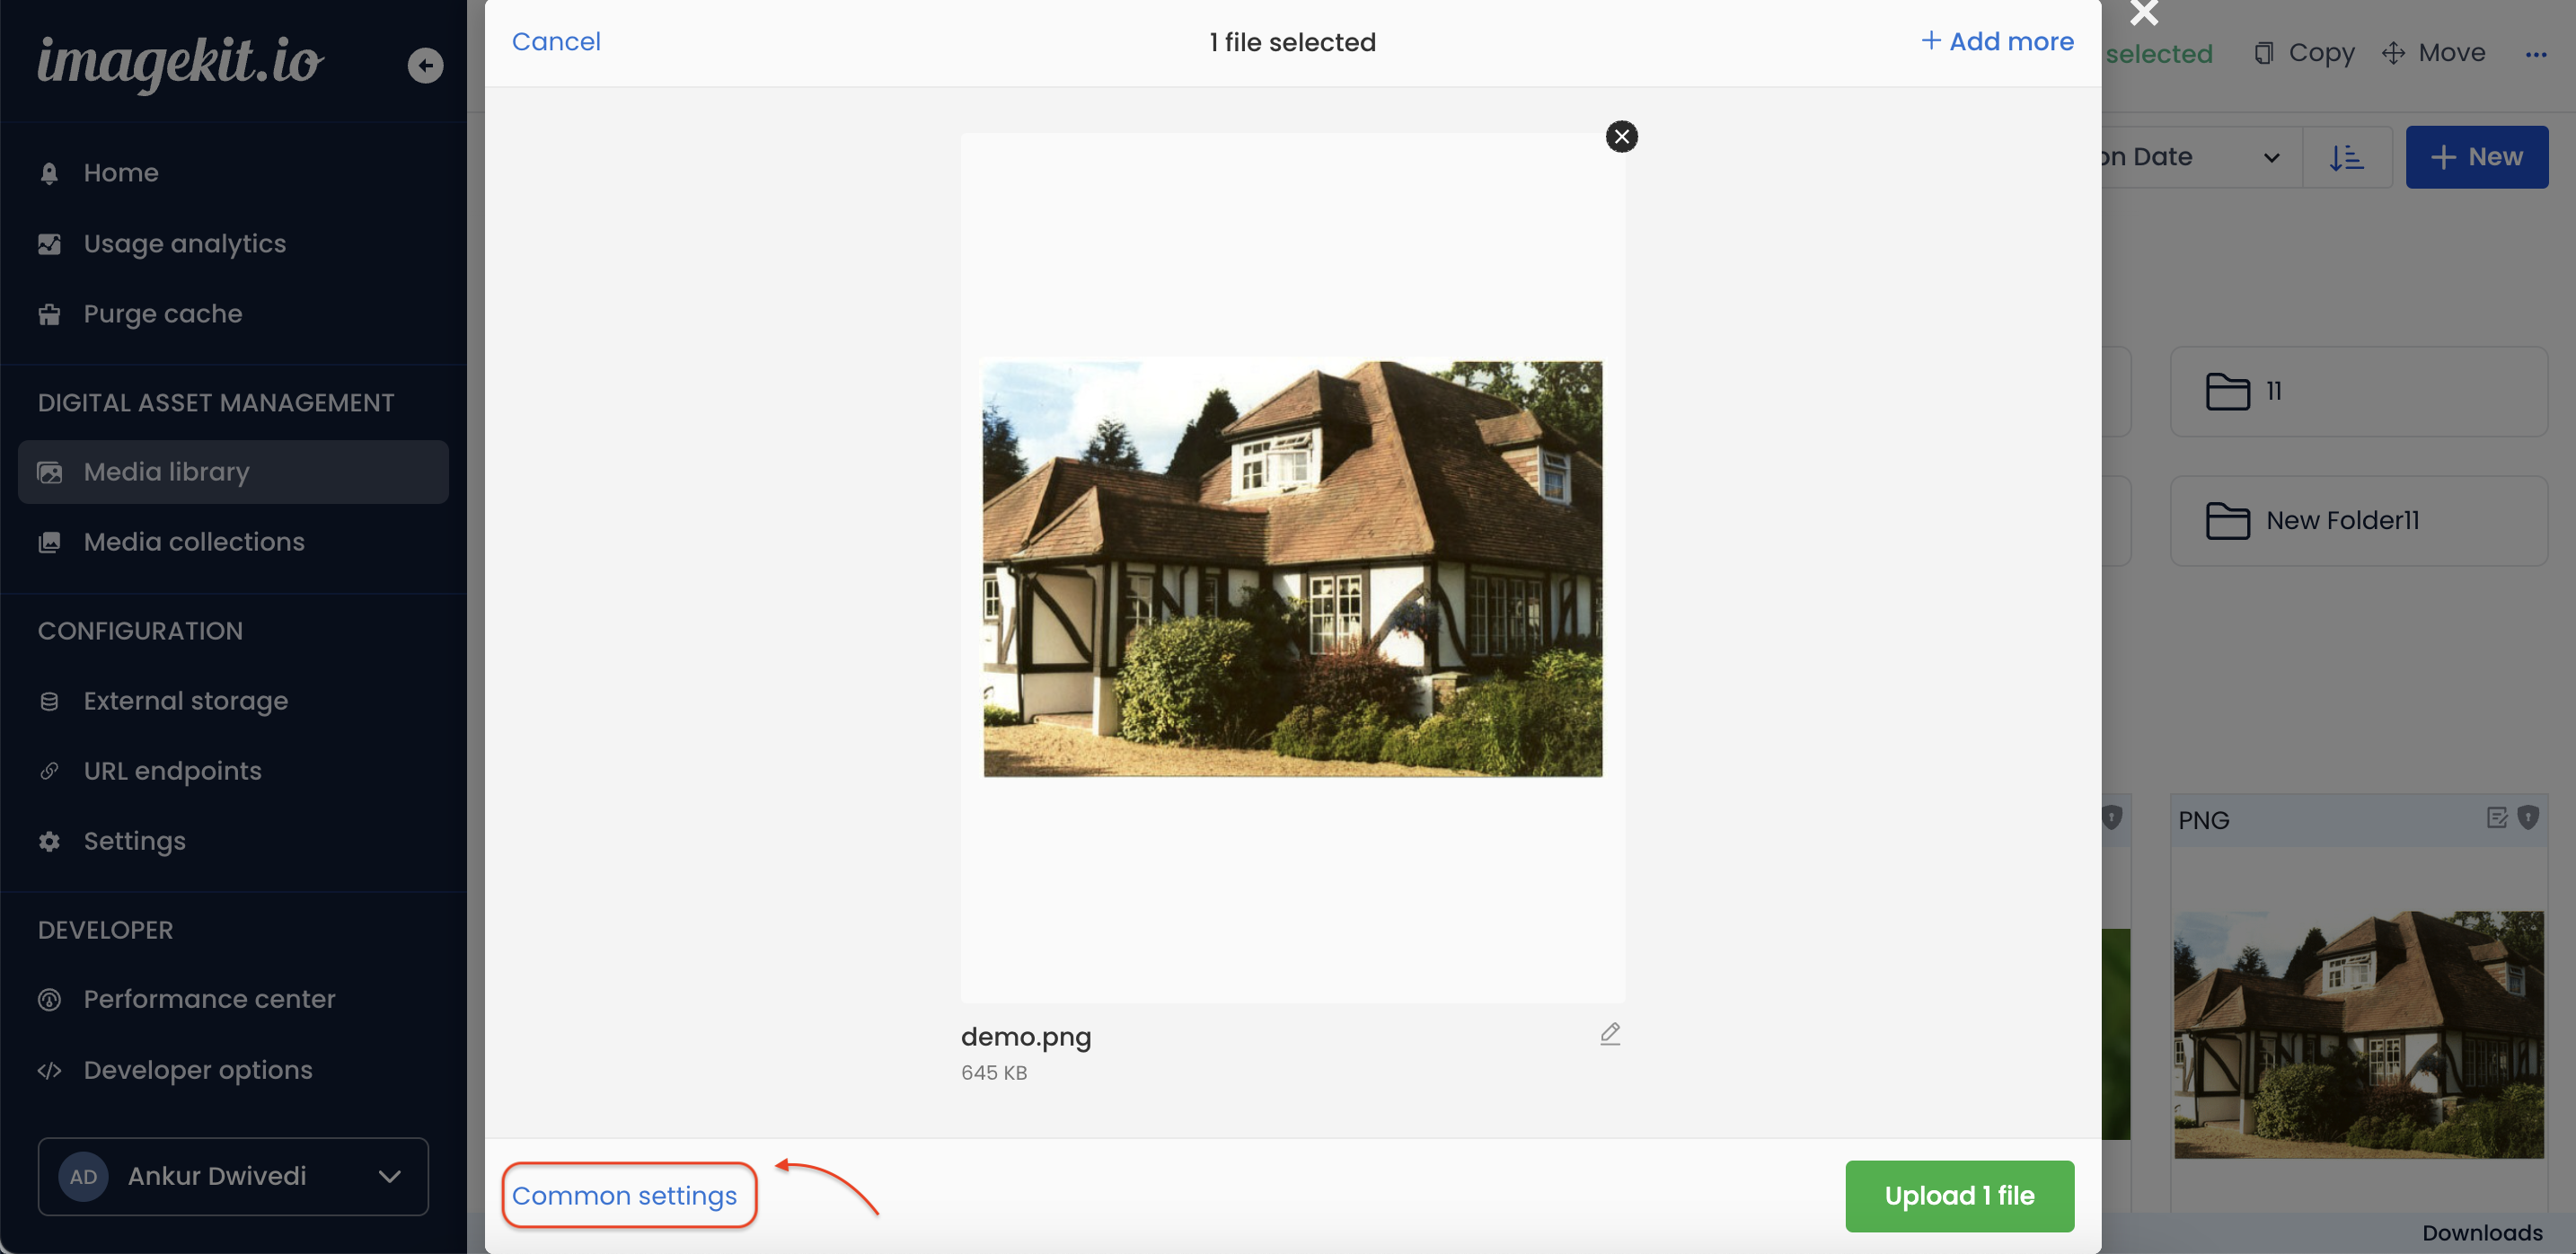 imagekit.io
Home
Usage analytics
Purge cache
DIGITAL ASSET MANAGEMENT
Media library
Media collections
CONFIGURATION
External storage
URL endpoints
Settings
DEVELOPER
Performance center
Developer options
AD Ankur Dwivedi
Cancel
1 file selected
+ Add more
demo.png
645 KB
Common settings
Upload 1 file
selected
Copy
Move
on Date
+ New
11
New Folder11
PNG
Downloads